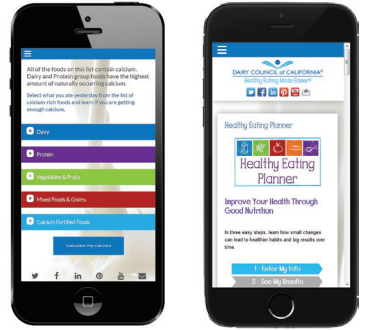 All of the foods on this list contain calcium.
Dairy and Protein group foods have the highest
amount of naturally occurring calcium.
Select what you ate yesterday from the list of
calcium-rich foods and learn if you are getting
enough calcium.
Dairy
Protein
Vegetables & Fruits
Mixed Foods & Grains
Calcium Fortified Foods
Calculate My Calcium
DAIRY COUNCIL of CALIFORNIA®
Healthy Eating Made Easier®
Healthy Eating Planner
Healthy Eating
Planner
Improve Your Health Through
Good Nutrition
In three easy steps, learn how small changes
can lead to healthier habits and big results over
time.
1 - Enter My Info
2 - See My Results